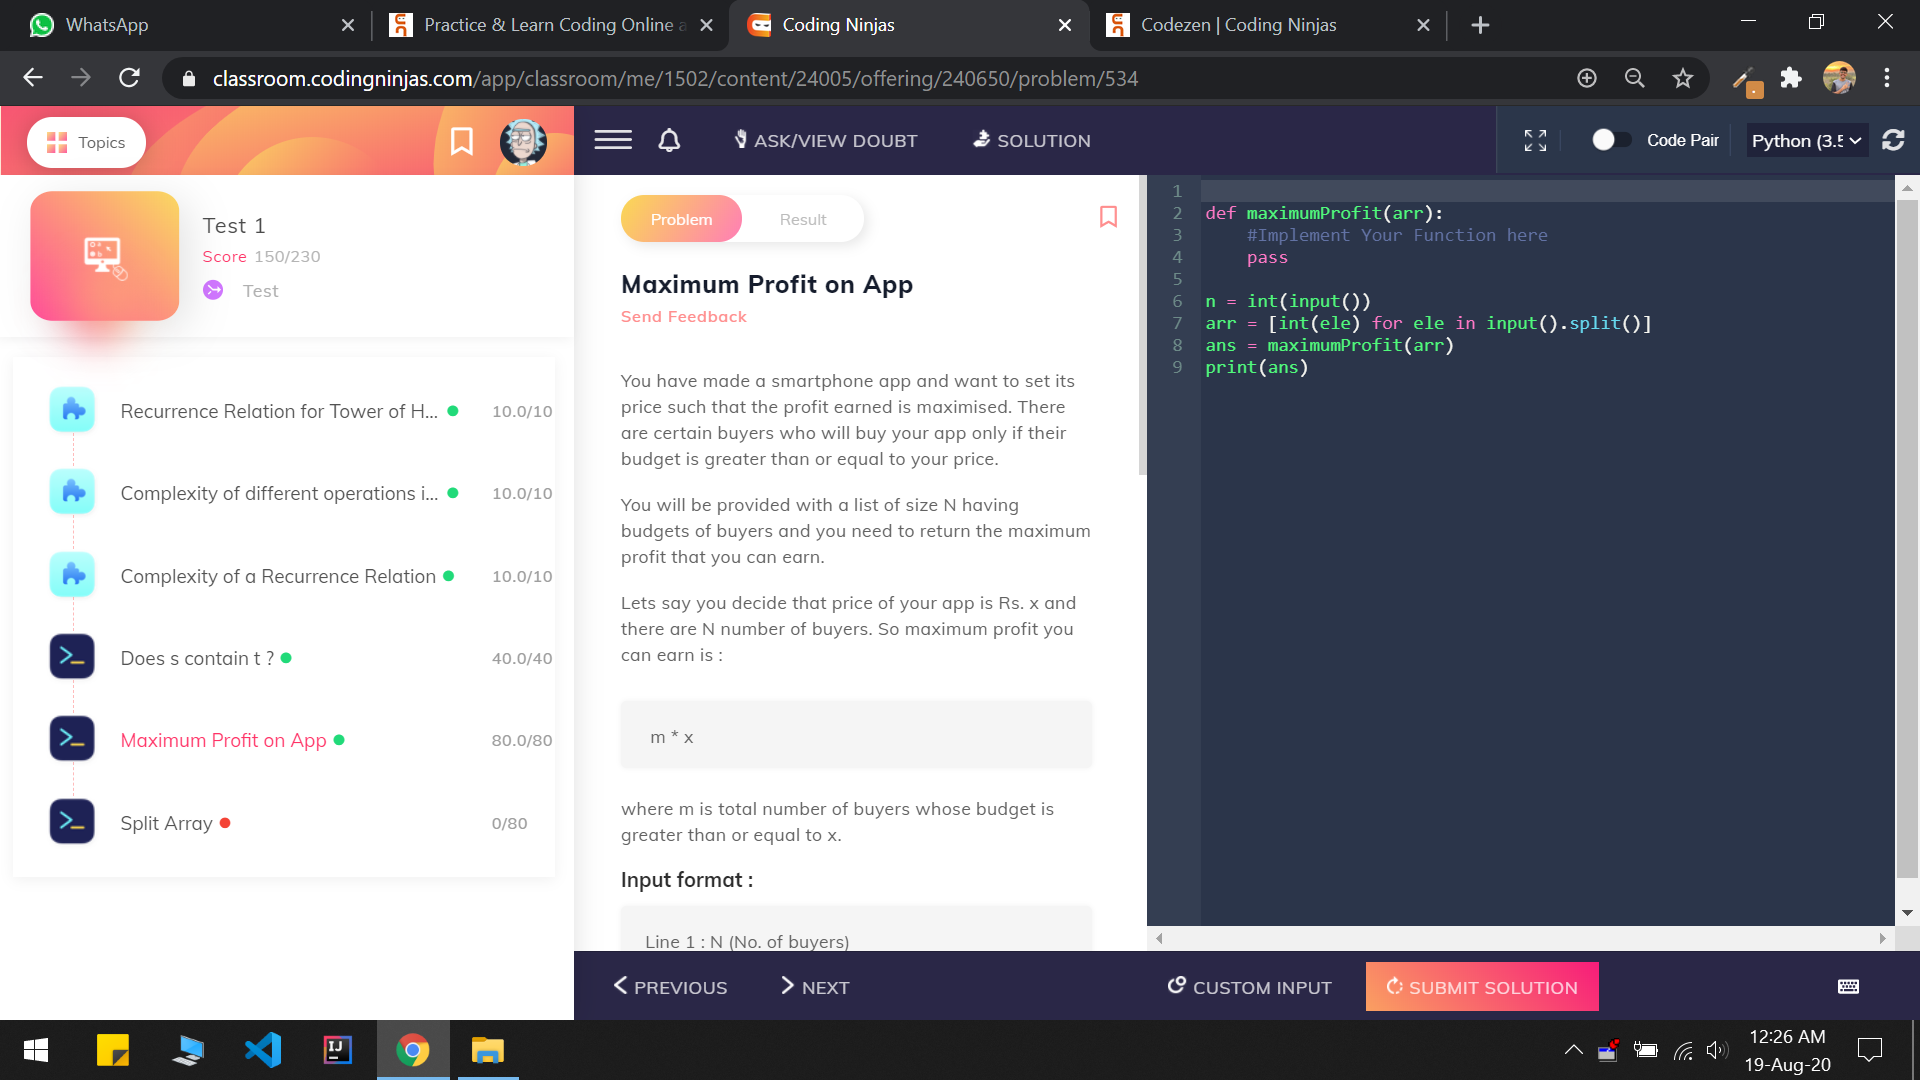 WhatsApp
Practice & Learn Coding Online a
Coding Ninjas
Codezen | Coding Ninjas
classroom.codingninjas.com/app/classroom/me/1502/content/24005/offering/240650/problem/534
Topics
ASK/VIEW DOUBT
SOLUTION
Code Pair
Python (3.5
Test 1
Score 150/230
Test
Recurrence Relation for Tower of H... 10.0/10
Complexity of different operations i... 10.0/10
Complexity of a Recurrence Relation 10.0/10
Does s contain t ? 40.0/40
Maximum Profit on App 80.0/80
Split Array 0/80
Problem
Result
Maximum Profit on App
Send Feedback
You have made a smartphone app and want to set its
price such that the profit earned is maximised. There
are certain buyers who will buy your app only if their
budget is greater than or equal to your price.
You will be provided with a list of size N having
budgets of buyers and you need to return the maximum
profit that you can earn.
Lets say you decide that price of your app is Rs. x and
there are N number of buyers. So maximum profit you
can earn is :
m * x
where m is total number of buyers whose budget is
greater than or equal to x.
Input format :
Line 1 : N (No. of buyers)
1
2 def maximumProfit(arr):
3     #Implement Your Function here
4     pass
5
6 n = int(input())
7 arr = [int(ele) for ele in input().split()]
8 ans = maximumProfit(arr)
9 print(ans)
PREVIOUS
NEXT
CUSTOM INPUT
SUBMIT SOLUTION
IJ
12:26 AM
19-Aug-20